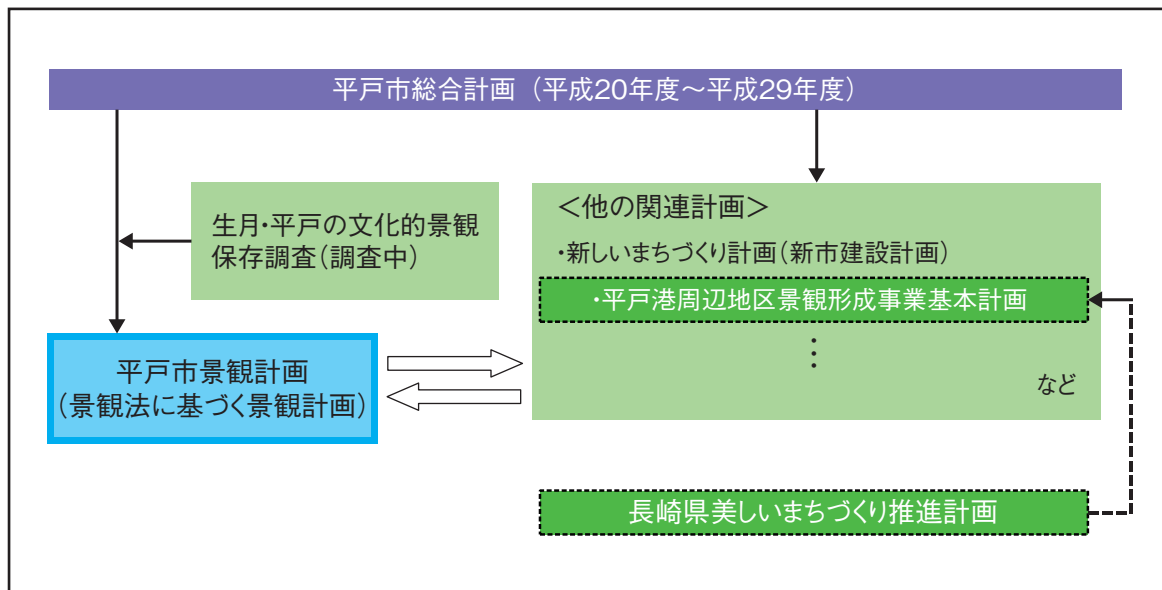 平戸市総合計画（平成20年度～平成29年度）
生月・平戸の文化的景観
保存調査（調査中）
平戸市景観計画
（景観法に基づく景観計画）
＜他の関連計画＞
・新しいまちづくり計画（新市建設計画）
・平戸港周辺地区景観形成事業基本計画
⋮
など
長崎県美しいまちづくり推進計画